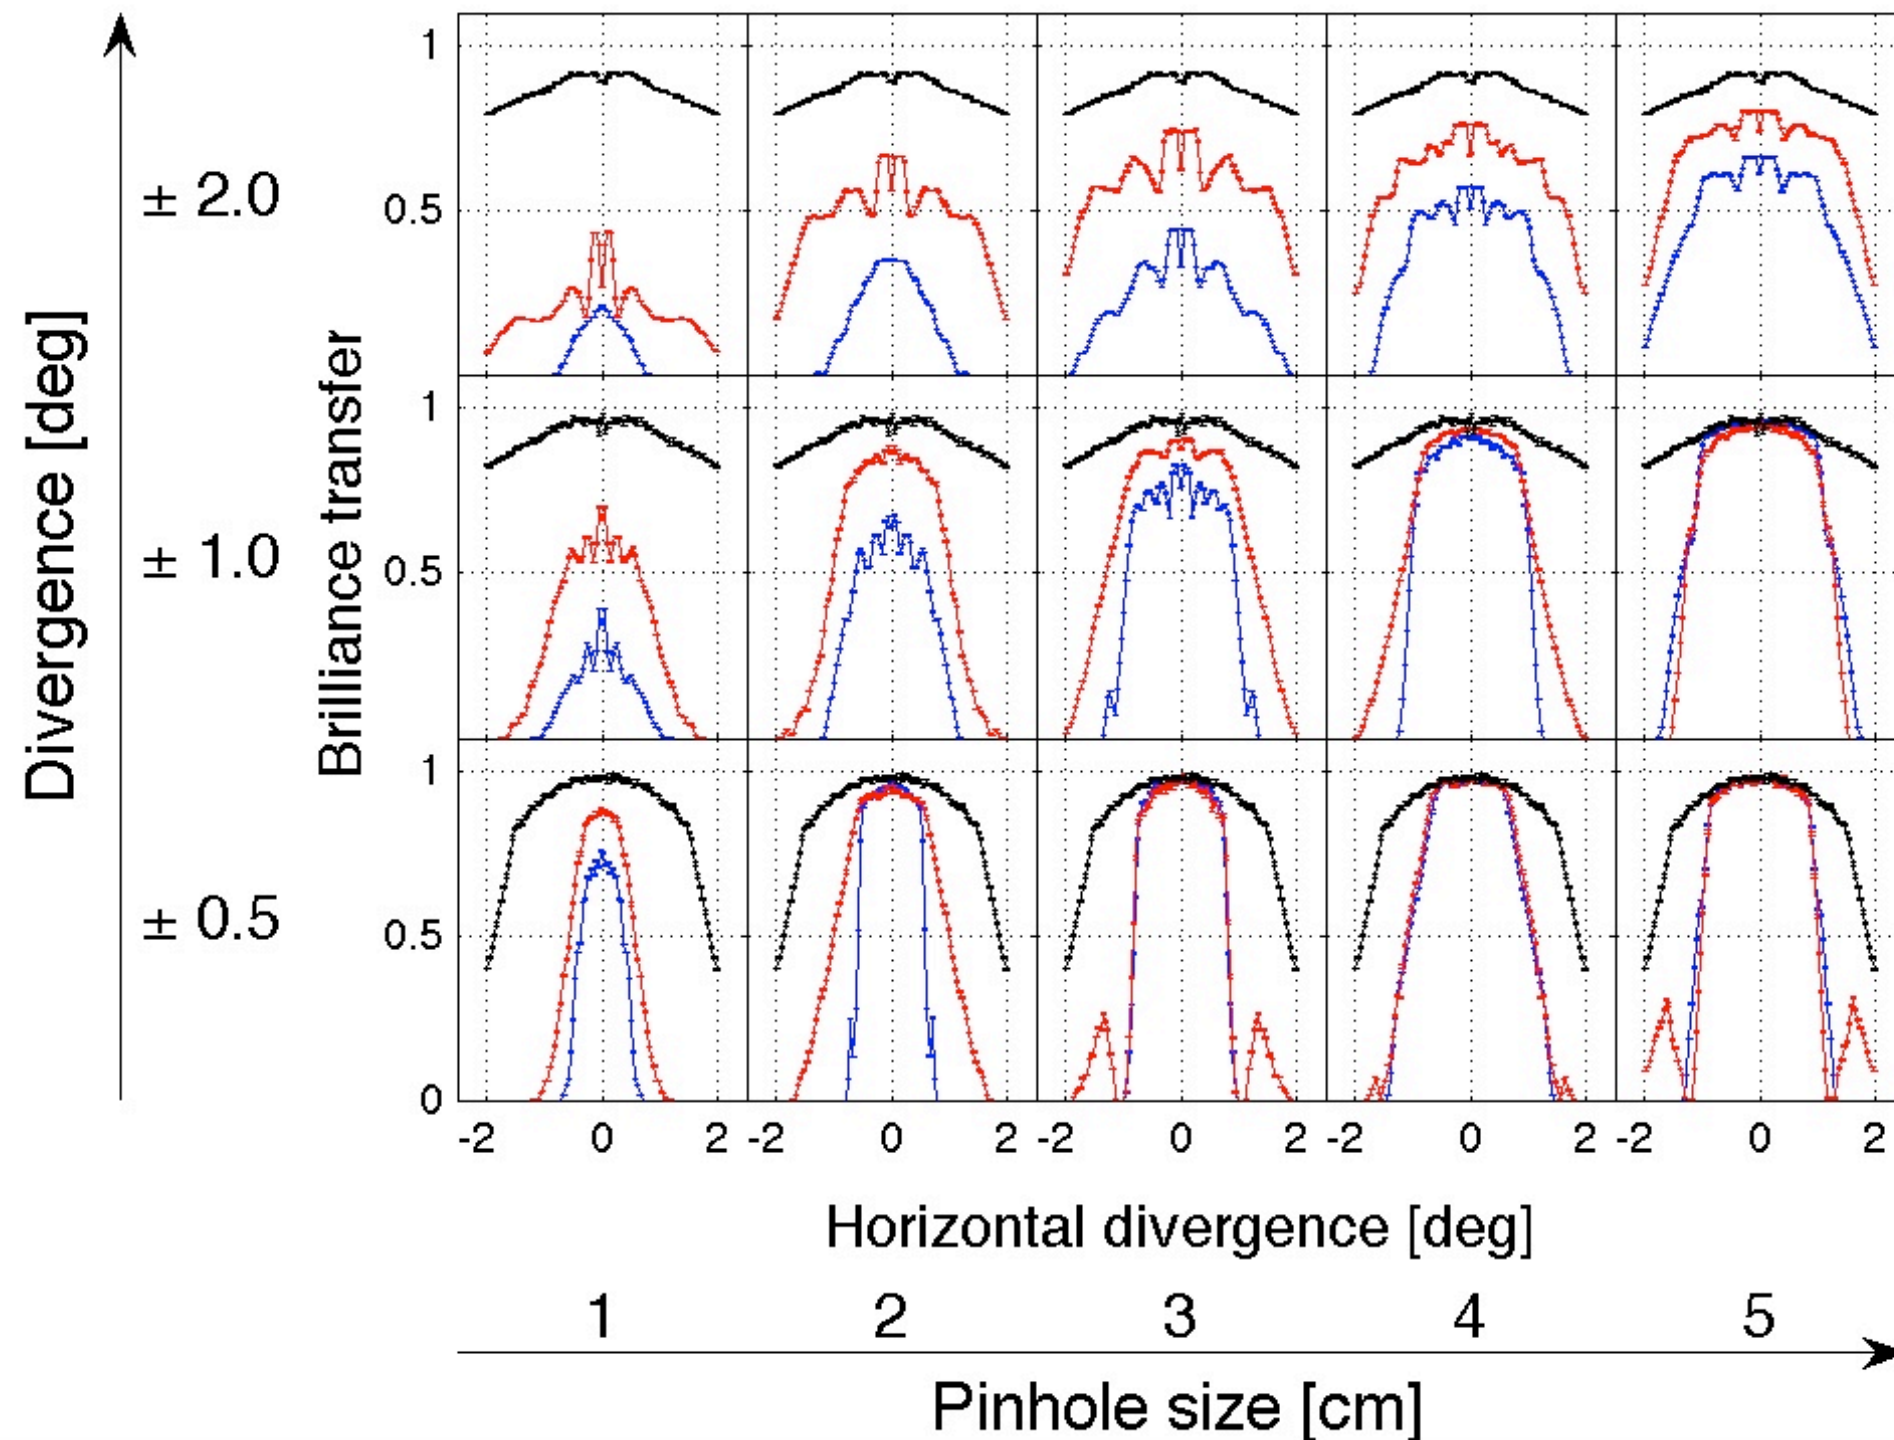 Divergence [deg]
± 2.0
± 1.0
± 0.5
Brilliance transfer
1
0.5
1
0.5
1
0.5
0
-2 0 2 -2 0 2 -2 0 2 -2 0 2 -2 0 2
Horizontal divergence [deg]
1 2 3 4 5
Pinhole size [cm]